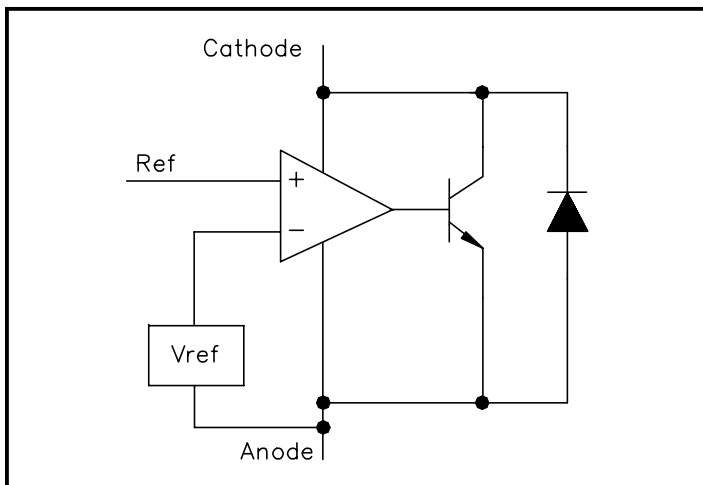 Cathode
Ref
+
−
Vref
Anode